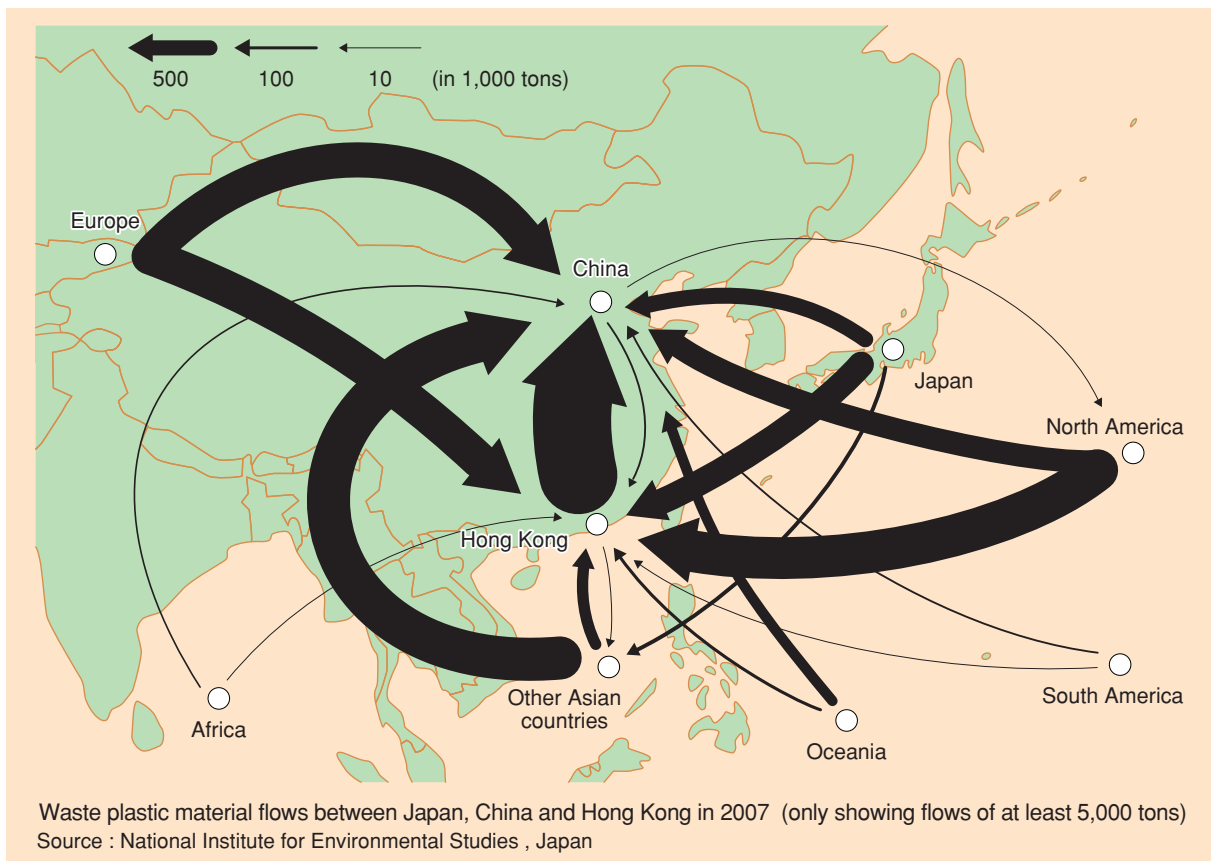 500 100 10 (in 1,000 tons)
Europe
China
Japan
North America
Hong Kong
Other Asian
countries
Africa
South America
Oceania
Waste plastic material flows between Japan, China and Hong Kong in 2007 (only showing flows of at least 5,000 tons)
Source : National Institute for Environmental Studies , Japan